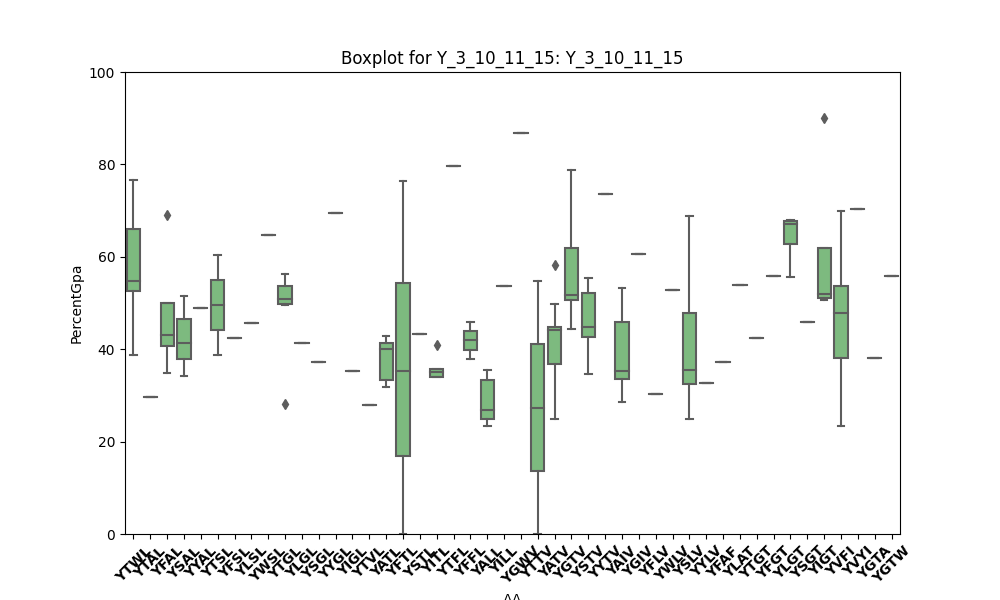 Boxplot for Y_3_10_11_15: Y_3_10_11_15
PercentGpa
100
80
60
40
20
0
YTWL YTAL YFAL YSAL YYAL YTSL YFSL YLSL YWSL YTGL YLGL YSGL YYGL YIGL YTVL YATL YFTL YSTL YITL YTFL YFFL YALL YILL YGWV YATV YGTV YSTV YYTV YAIV YGIV YFLV YWLV YSLV YYLV YFAF YLAT YTGT YFGT YLGT YSGT YIGT YVFI YVYI YGTA YGTW
AA